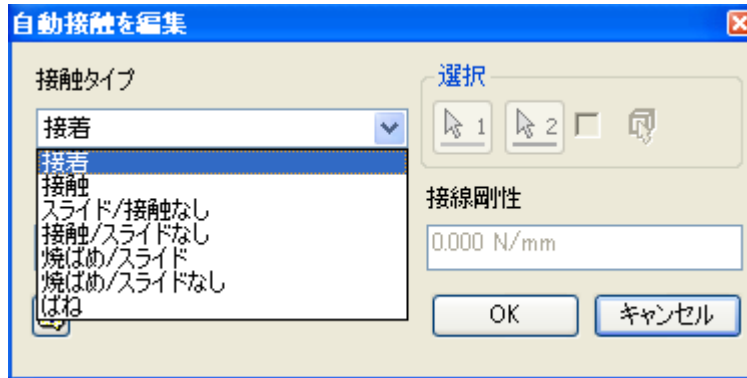 自動接触を編集
接触タイプ
接着
接着
接触
スライド/接触なし
接触/スライドなし
焼ばめ/スライド
焼ばめ/スライドなし
ばね
選択
1
2
接線剛性
0.000 N/mm
OK
キャンセル